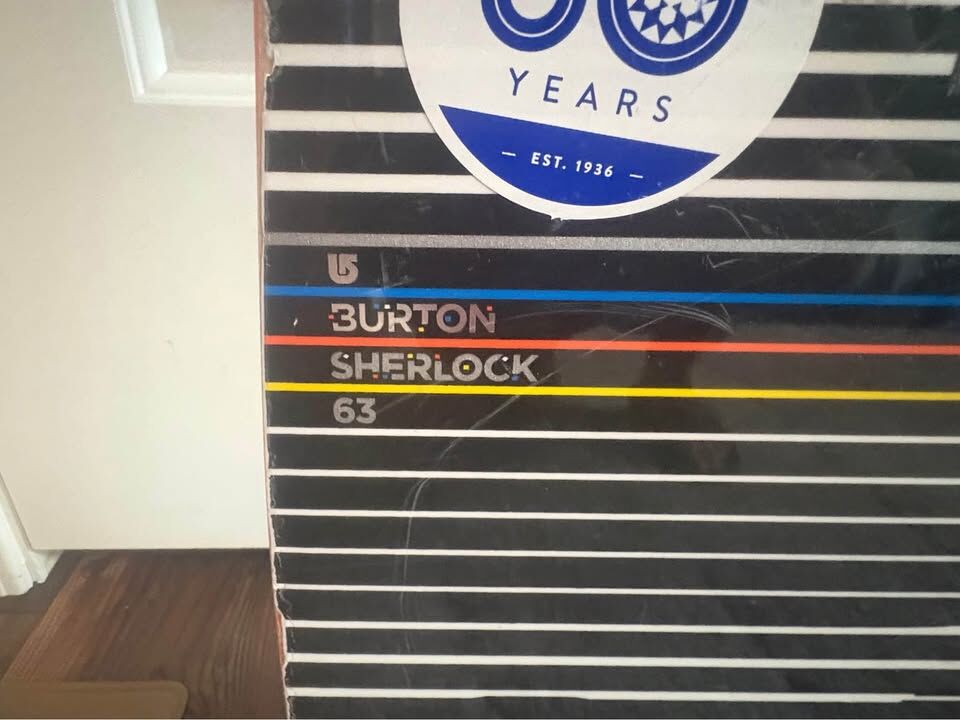 YEARS
— EST. 1936 —
BURTON
SHERLOCK
63